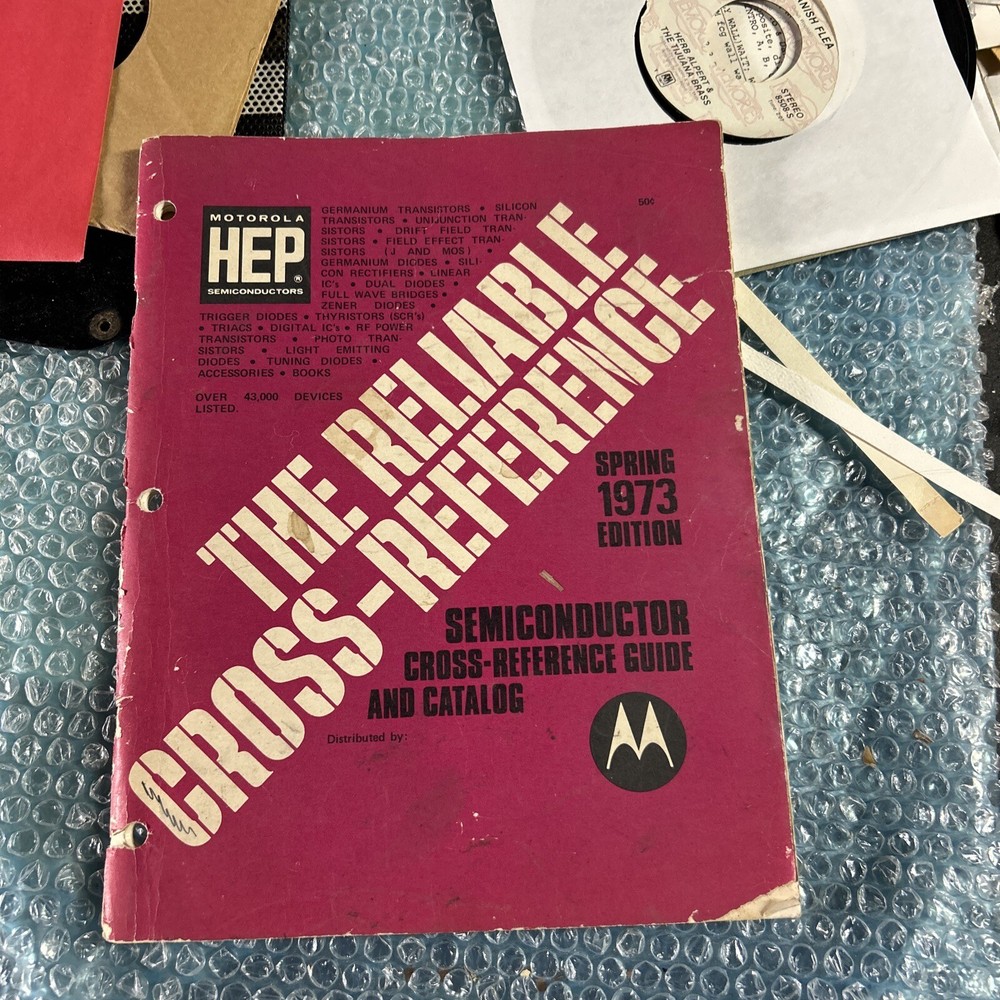 MOTOROLA
HEP®
SEMICONDUCTORS
GERMANIUM TRANSISTORS • SILICON
TRANSISTORS • UNIJUNCTION TRAN-
SISTORS • DRIFT FIELD TRAN-
SISTORS • FIELD EFFECT TRAN-
SISTORS (J AND MOS) •
GERMANIUM DIODES • SILI-
CON RECTIFIERS • LINEAR
IC's • DUAL DIODES •
FULL WAVE BRIDGES •
ZENER DIODES •
TRIGGER DIODES • THYRISTORS (SCR's)
• TRIACS • DIGITAL IC's • RF POWER
TRANSISTORS • PHOTO TRAN-
SISTORS • LIGHT EMITTING
DIODES • TUNING DIODES •
ACCESSORIES • BOOKS
OVER 43,000 DEVICES
LISTED.
50¢
THE RELIABLE
CROSS-REFERENCE
SPRING
1973
EDITION
SEMICONDUCTOR
CROSS-REFERENCE GUIDE
AND CATALOG
Distributed by:
FLEA
HERB ALPERT &
THE TIJUANA BRASS
STEREO
8508-S
A&M